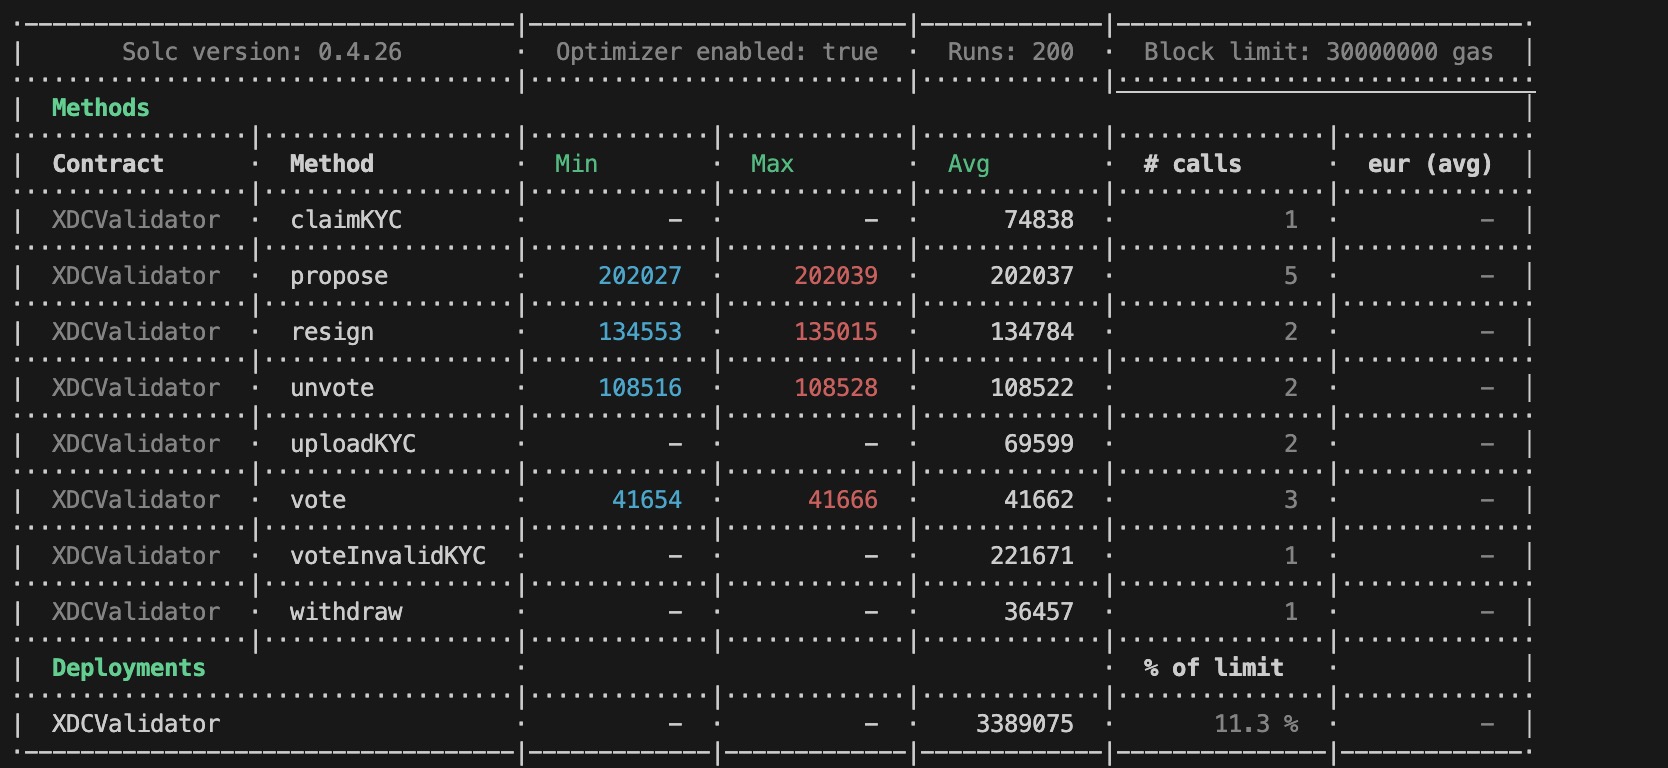 Solc version: 0.4.26 · Optimizer enabled: true · Runs: 200 · Block limit: 30000000 gas
Methods
Contract · Method · Min · Max · Avg · # calls · eur (avg)
XDCValidator · claimKYC · - · - · 74838 · 1 · -
XDCValidator · propose · 202027 · 202039 · 202037 · 5 · -
XDCValidator · resign · 134553 · 135015 · 134784 · 2 · -
XDCValidator · unvote · 108516 · 108528 · 108522 · 2 · -
XDCValidator · uploadKYC · - · - · 69599 · 2 · -
XDCValidator · vote · 41654 · 41666 · 41662 · 3 · -
XDCValidator · voteInvalidKYC · - · - · 221671 · 1 · -
XDCValidator · withdraw · - · - · 36457 · 1 · -
Deployments · % of limit ·
XDCValidator · - · - · 3389075 · 11.3 % · -